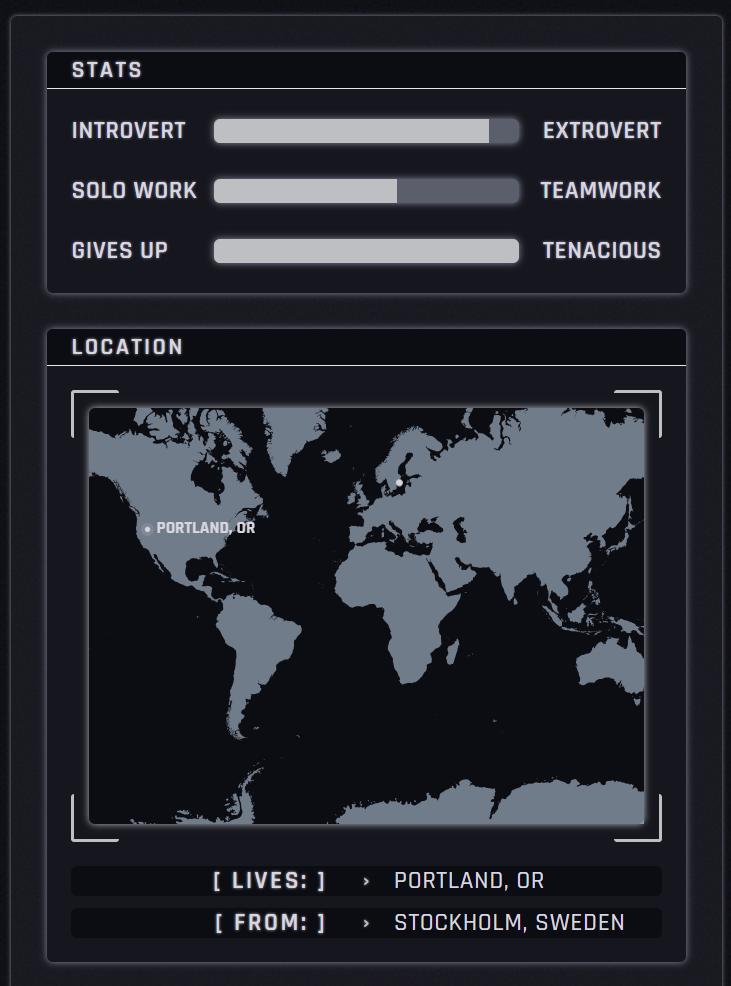 STATS
INTROVERT EXTROVERT
SOLO WORK TEAMWORK
GIVES UP TENACIOUS
LOCATION
PORTLAND, OR
[ LIVES: ] › PORTLAND, OR
[ FROM: ] › STOCKHOLM, SWEDEN